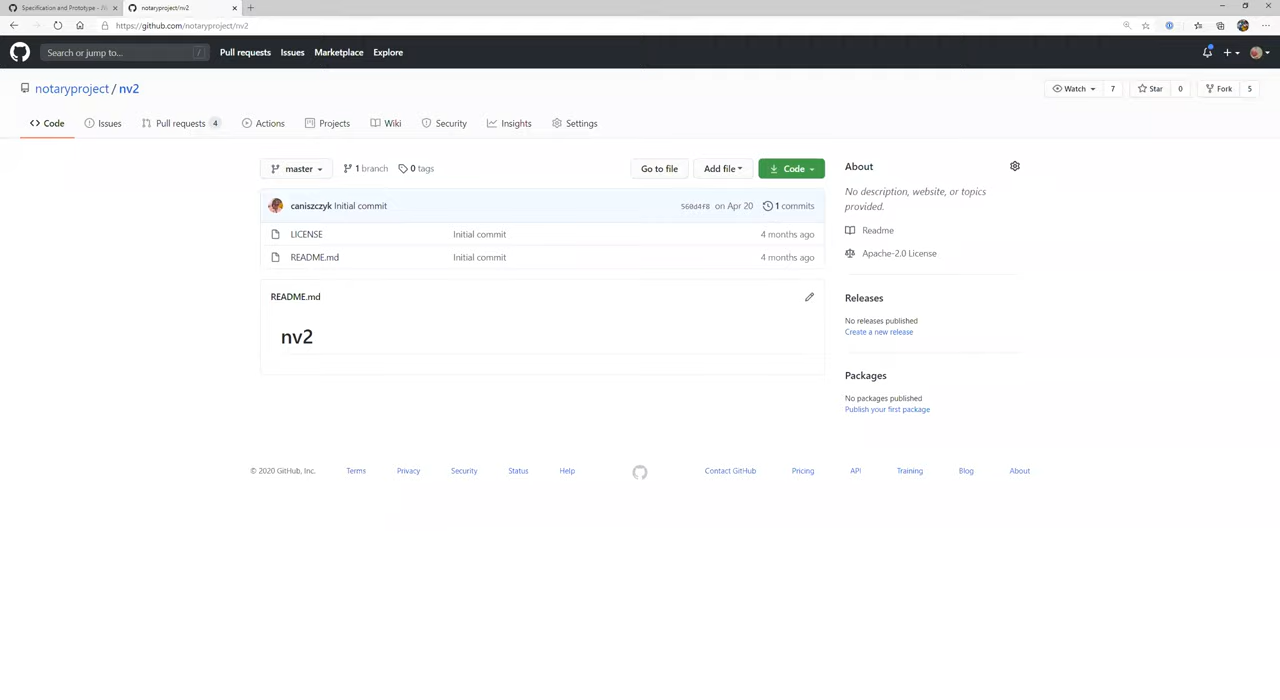 Specification and Prototype - 
notaryproject/nv2
https://github.com/notaryproject/nv2
Search or jump to...
/
Pull requests
Issues
Marketplace
Explore
notaryproject / nv2
Watch 7
Star 0
Fork 5
Code
Issues
Pull requests 4
Actions
Projects
Wiki
Security
Insights
Settings
master
1 branch
0 tags
Go to file
Add file
Code
caniszczyk Initial commit
560d4f8 on Apr 20
1 commits
LICENSE Initial commit 4 months ago
README.md Initial commit 4 months ago
README.md
nv2
About
No description, website, or topics
provided.
Readme
Apache-2.0 License
Releases
No releases published
Create a new release
Packages
No packages published
Publish your first package
© 2020 GitHub, Inc.
Terms
Privacy
Security
Status
Help
Contact GitHub
Pricing
API
Training
Blog
About